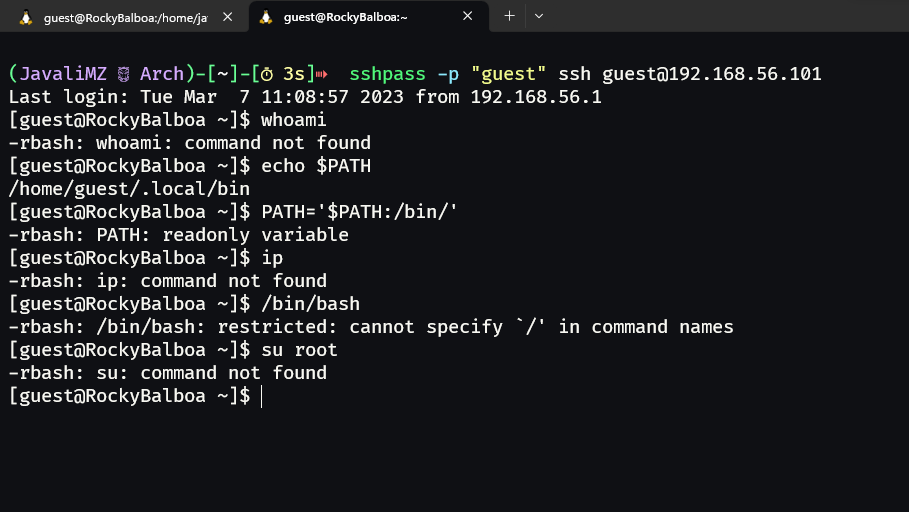 guest@RockyBalboa:/home/ja
guest@RockyBalboa:~
(JavaliMZ Arch)-[~]-[⏱ 3s]➠ sshpass -p "guest" ssh guest@192.168.56.101
Last login: Tue Mar  7 11:08:57 2023 from 192.168.56.1
[guest@RockyBalboa ~]$ whoami
-rbash: whoami: command not found
[guest@RockyBalboa ~]$ echo $PATH
/home/guest/.local/bin
[guest@RockyBalboa ~]$ PATH='$PATH:/bin/'
-rbash: PATH: readonly variable
[guest@RockyBalboa ~]$ ip
-rbash: ip: command not found
[guest@RockyBalboa ~]$ /bin/bash
-rbash: /bin/bash: restricted: cannot specify `/' in command names
[guest@RockyBalboa ~]$ su root
-rbash: su: command not found
[guest@RockyBalboa ~]$